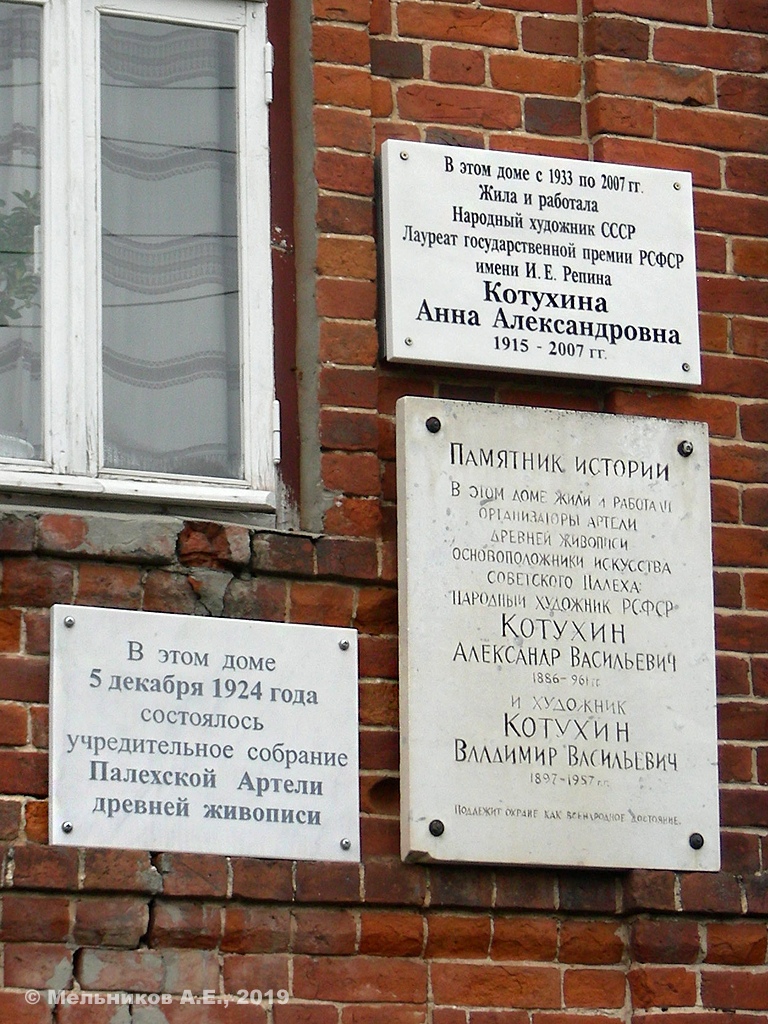 В этом доме с 1933 по 2007 гг.
Жила и работала
Народный художник СССР
Лауреат государственной премии РСФСР
имени И.Е. Репина
Котухина
Анна Александровна
1915 - 2007 гг.
Памятник истории
В этом доме жили и работали
организаторы артели
древней живописи
основоположники искусства
советского Палеха:
народный художник РСФСР
Котухин
Александр Васильевич
1886-961гг.
и художник
Котухин
Владимир Васильевич
1897-1957 гг.
Подлежит охране как всенародное достояние.
В этом доме
5 декабря 1924 года
состоялось
учредительное собрание
Палехской Артели
древней живописи
© Мельников А.Е., 2019